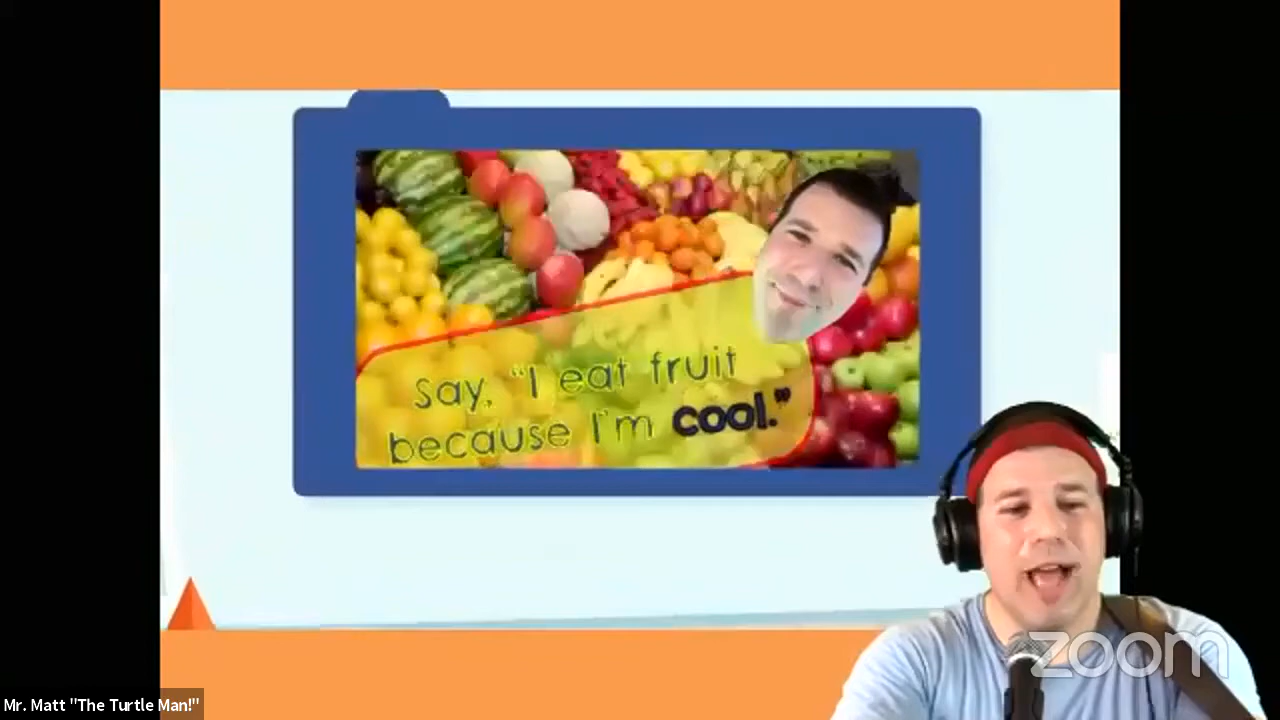 Say, "I eat fruit
because I'm cool."
zoom
Mr. Matt "The Turtle Man!"